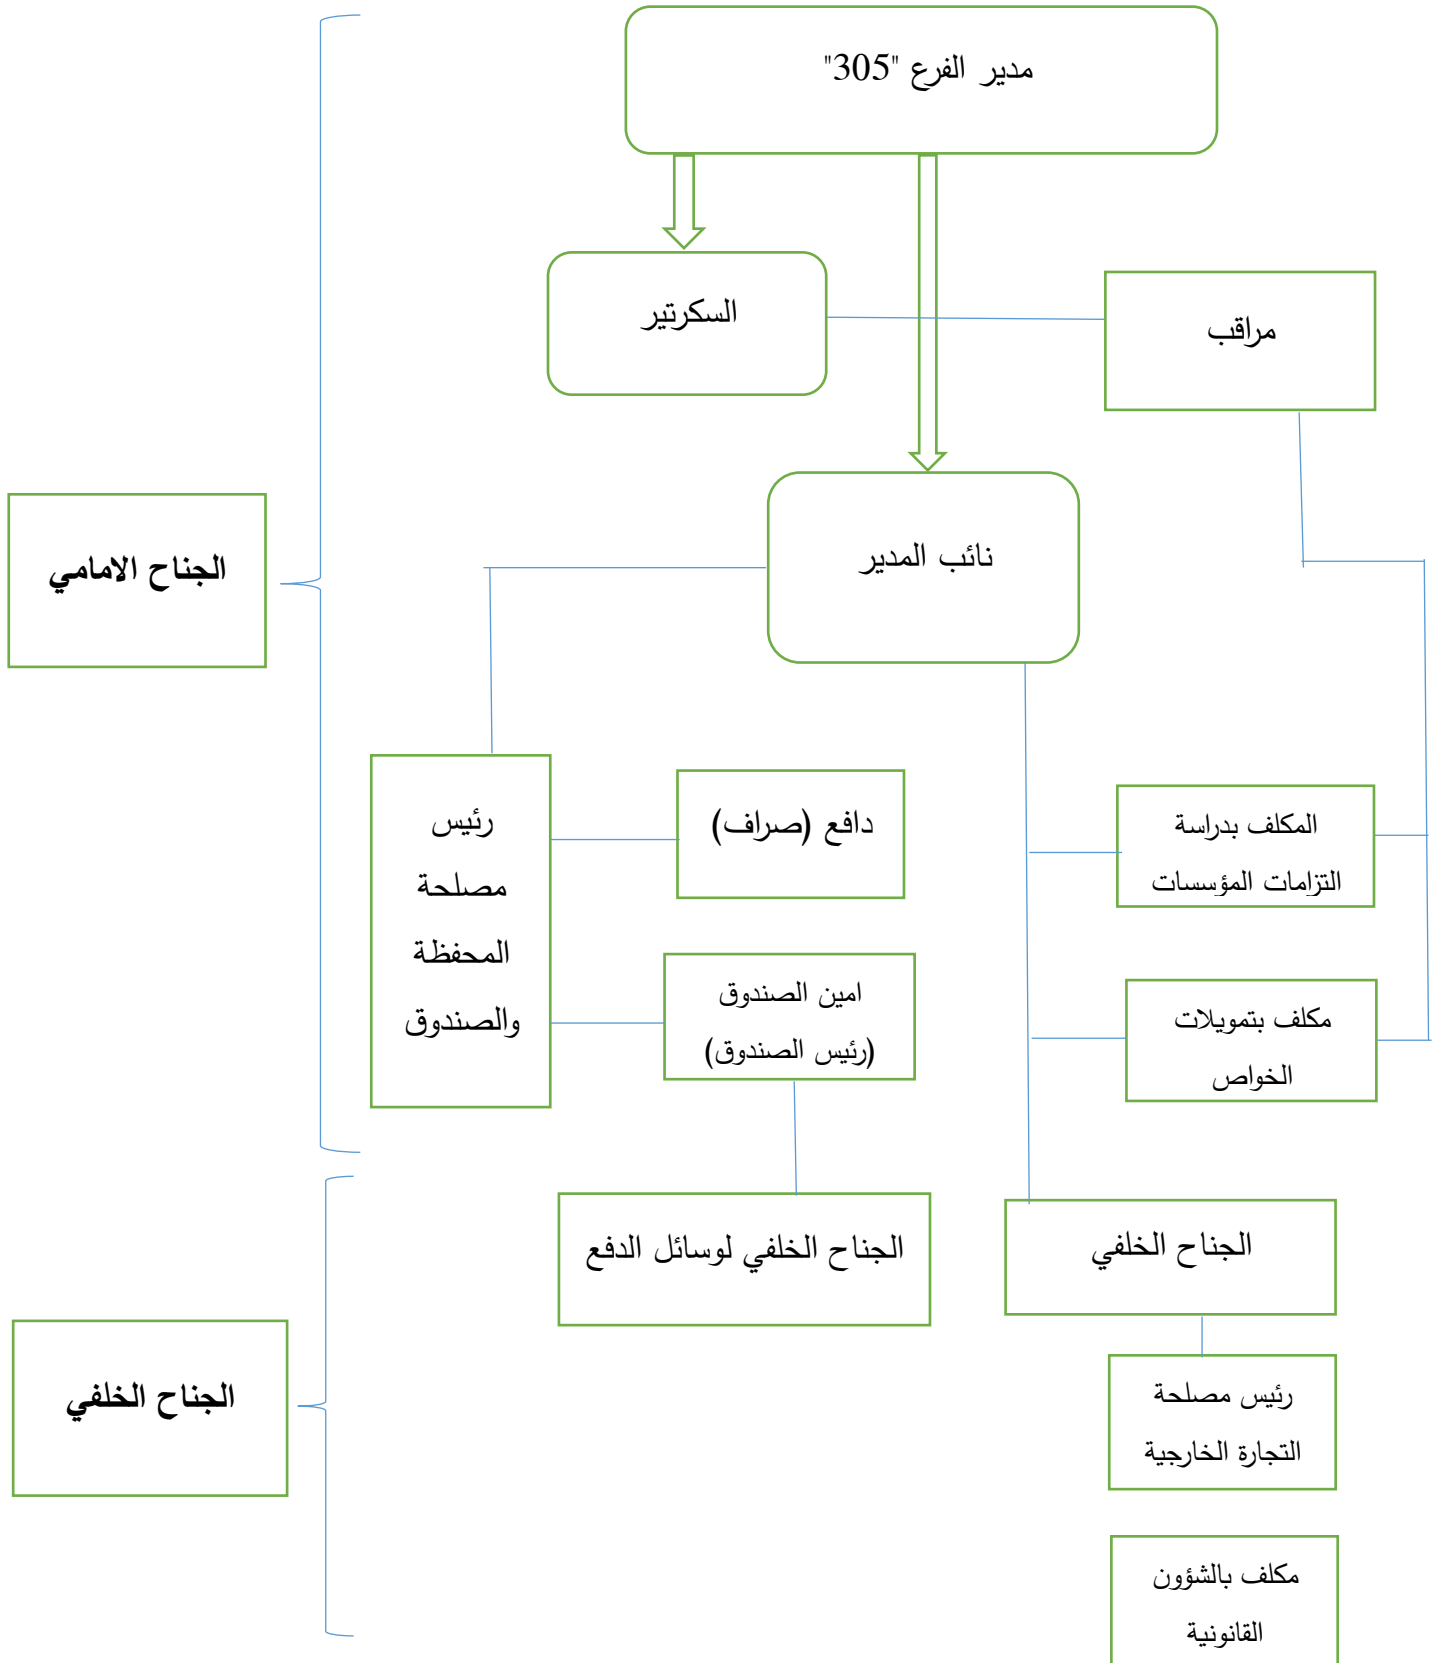 مدير الفرع "305"
السكرتير
مراقب
نائب المدير
الجناح الامامي
رئيس
مصلحة
المحفظة
والصندوق
دافع (صراف)
المكلف بدراسة
التزامات المؤسسات
امين الصندوق
(رئيس الصندوق)
مكلف بتمويلات
الخواص
الجناح الخلفي لوسائل الدفع
الجناح الخلفي
الجناح الخلفي
رئيس مصلحة
التجارة الخارجية
مكلف بالشؤون
القانونية